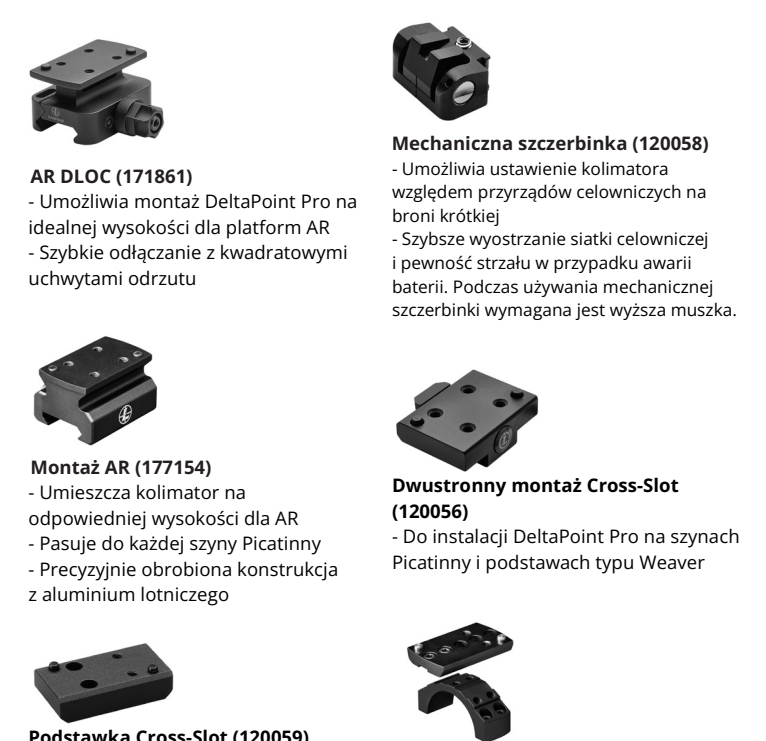 AR DLOC (171861)
- Umożliwia montaż DeltaPoint Pro na
idealnej wysokości dla platform AR
- Szybkie odłączanie z kwadratowymi
uchwytami odrzutu
Mechaniczna szczerbinka (120058)
- Umożliwia ustawienie kolimatora
względem przyrządów celowniczych na
broni krótkiej
- Szybsze wyostrzanie siatki celowniczej
i pewność strzału w przypadku awarii
baterii. Podczas używania mechanicznej
szczerbinki wymagana jest wyższa muszka.
Montaż AR (177154)
- Umieszcza kolimator na
odpowiedniej wysokości dla AR
- Pasuje do każdej szyny Picatinny
- Precyzyjnie obrobiona konstrukcja
z aluminium lotniczego
Dwustronny montaż Cross-Slot
(120056)
- Do instalacji DeltaPoint Pro na szynach
Picatinny i podstawach typu Weaver
Podstawka Cross-Slot (120059)